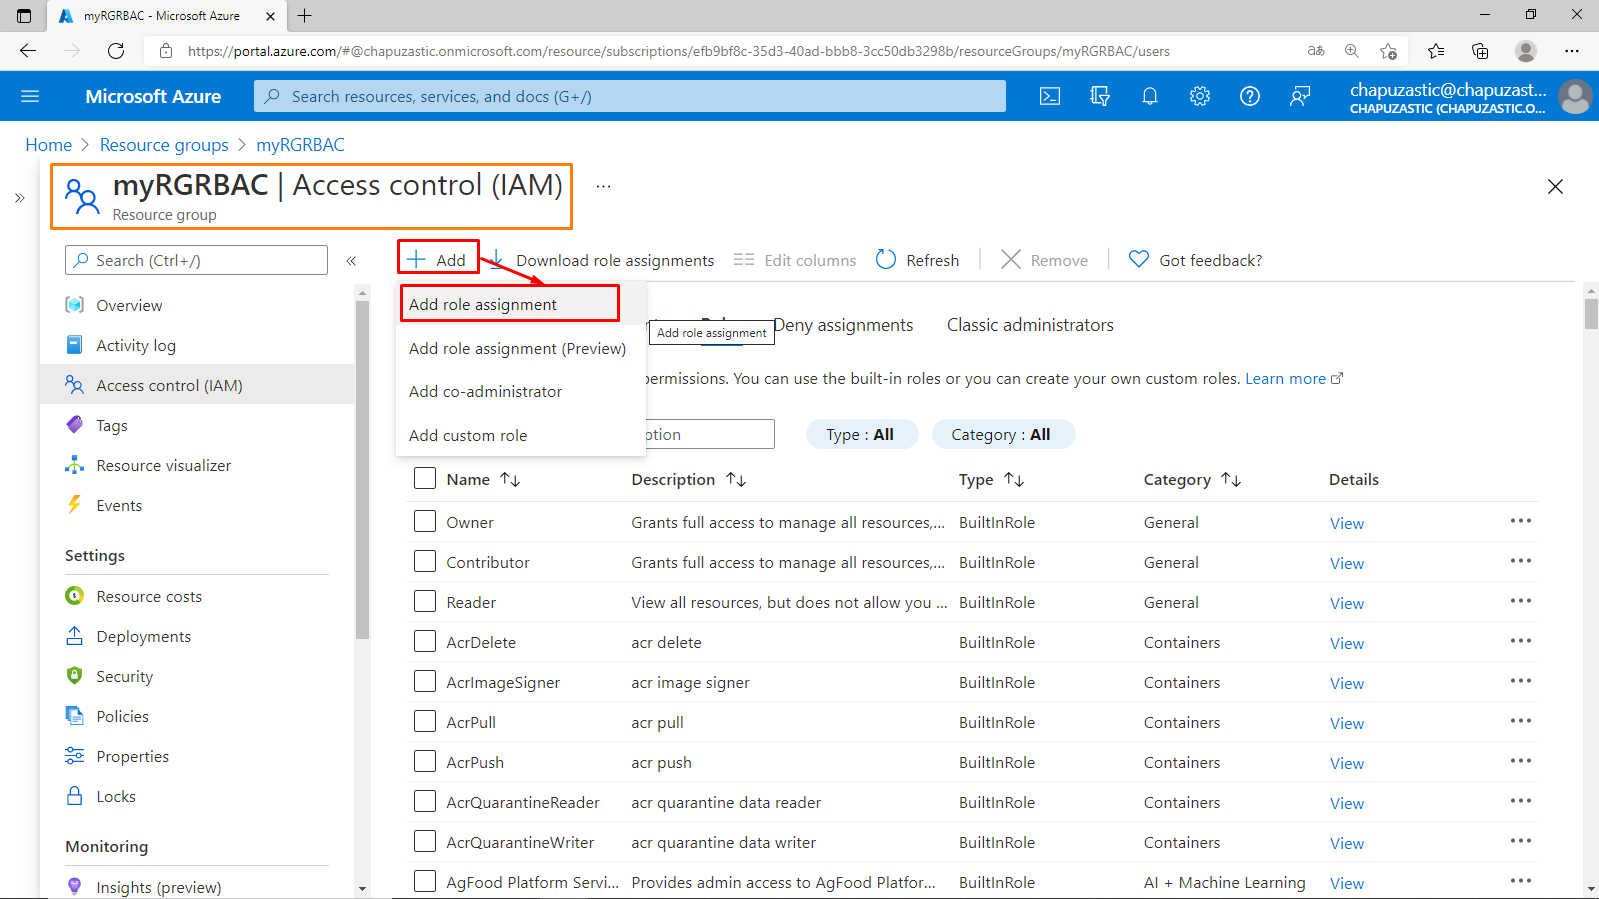 myRGRBAC - Microsoft Azure
https://portal.azure.com/#@chapuzastic.onmicrosoft.com/resource/subscriptions/efb9bf8c-35d3-40ad-bbb8-3cc50db3298b/resourceGroups/myRGRBAC/users
Microsoft Azure
Search resources, services, and docs (G+/)
chapuzastic@chapuzast...
CHAPUZASTIC (CHAPUZASTIC.O...
Home > Resource groups > myRGRBAC
myRGRBAC | Access control (IAM)
Resource group
Search (Ctrl+/)
Overview
Activity log
Access control (IAM)
Tags
Resource visualizer
Events
Settings
Resource costs
Deployments
Security
Policies
Properties
Locks
Monitoring
Insights (preview)
Add
Download role assignments
Edit columns
Refresh
Remove
Got feedback?
Add role assignment
Add role assignment (Preview)
Add co-administrator
Add custom role
Add role assignment
Deny assignments
Classic administrators
permissions. You can use the built-in roles or you can create your own custom roles. Learn more
Type : All
Category : All
Name Description Type Category Details
Owner Grants full access to manage all resources,... BuiltInRole General View
Contributor Grants full access to manage all resources,... BuiltInRole General View
Reader View all resources, but does not allow you ... BuiltInRole General View
AcrDelete acr delete BuiltInRole Containers View
AcrImageSigner acr image signer BuiltInRole Containers View
AcrPull acr pull BuiltInRole Containers View
AcrPush acr push BuiltInRole Containers View
AcrQuarantineReader acr quarantine data reader BuiltInRole Containers View
AcrQuarantineWriter acr quarantine data writer BuiltInRole Containers View
AgFood Platform Servi... Provides admin access to AgFood Platfor... BuiltInRole AI + Machine Learning View